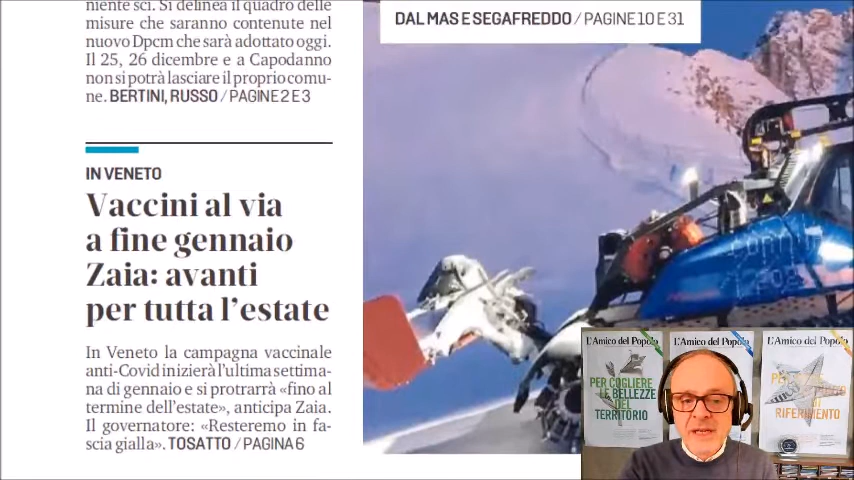 niente sci. Si delinea il quadro delle
misure che saranno contenute nel
nuovo Dpcm che sarà adottato oggi.
Il 25, 26 dicembre e a Capodanno
non si potrà lasciare il proprio comu-
ne. BERTINI, RUSSO / PAGINE 2 E 3
DAL MAS E SEGAFREDDO / PAGINE 10 E 31
IN VENETO
Vaccini al via
a fine gennaio
Zaia: avanti
per tutta l'estate
In Veneto la campagna vaccinale
anti-Covid inizierà l'ultima settima-
na di gennaio e si protrarrà «fino al
termine dell'estate», anticipa Zaia.
Il governatore: «Resteremo in fa-
scia gialla». TOSATTO / PAGINA 6
L'Amico del Popolo
PER COGLIERE
LE BELLEZZE
DEL
TERRITORIO
L'Amico del Popolo
L'Amico del Popolo
DI
RIFERIMENTO